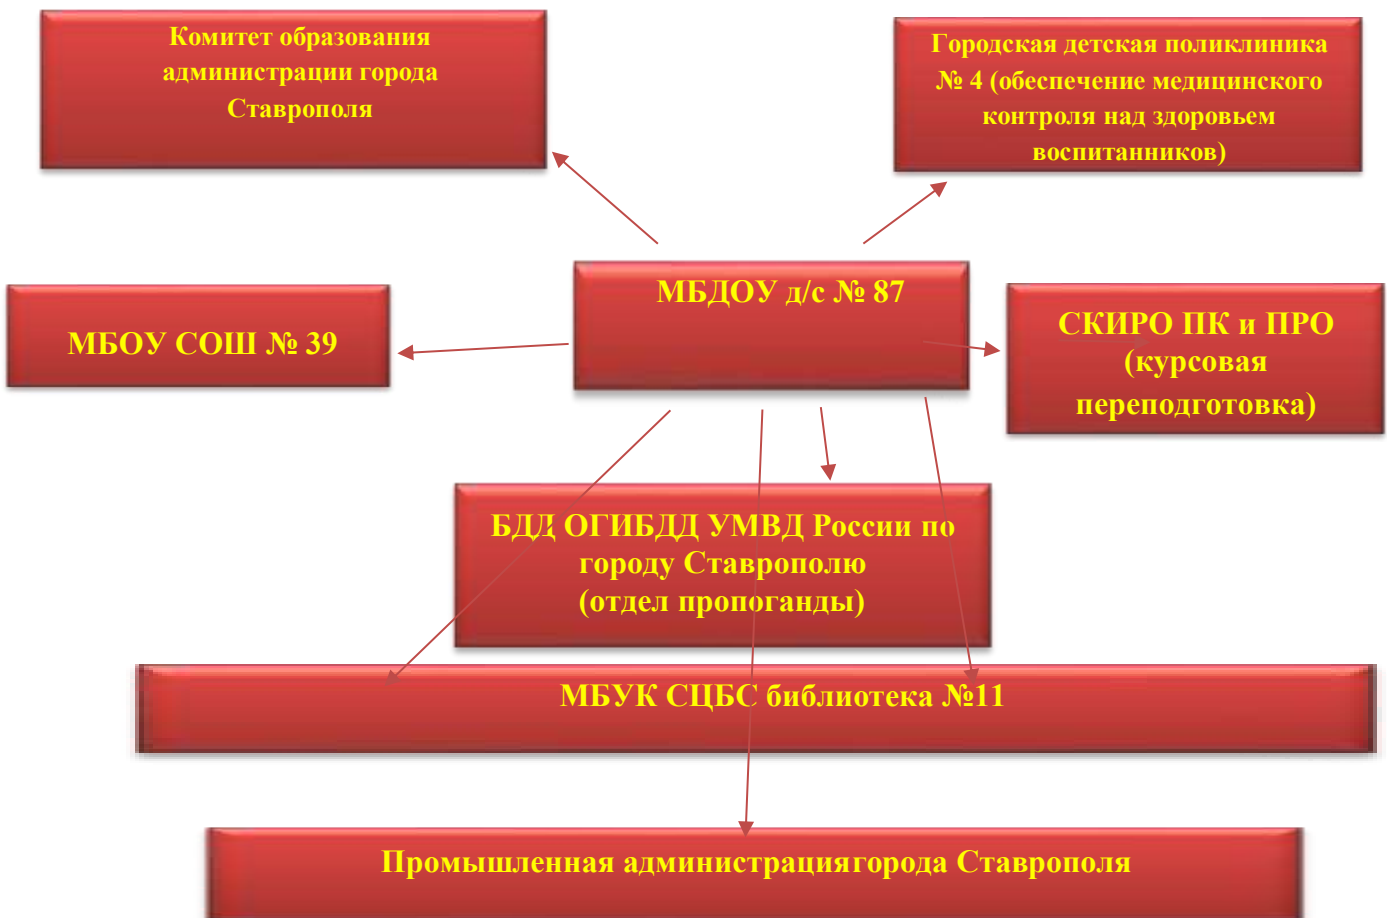 Комитет образования
администрации города
Ставрополя
Городская детская поликлиника
№ 4 (обеспечение медицинского
контроля над здоровьем
воспитанников)
МБДОУ д/с № 87
МБОУ СОШ № 39
СКИРО ПК и ПРО
(курсовая
переподготовка)
БДД ОГИБДД УМВД России по
городу Ставрополю
(отдел пропоганды)
МБУК СЦБС библиотека №11
Промышленная администрациягорода Ставрополя